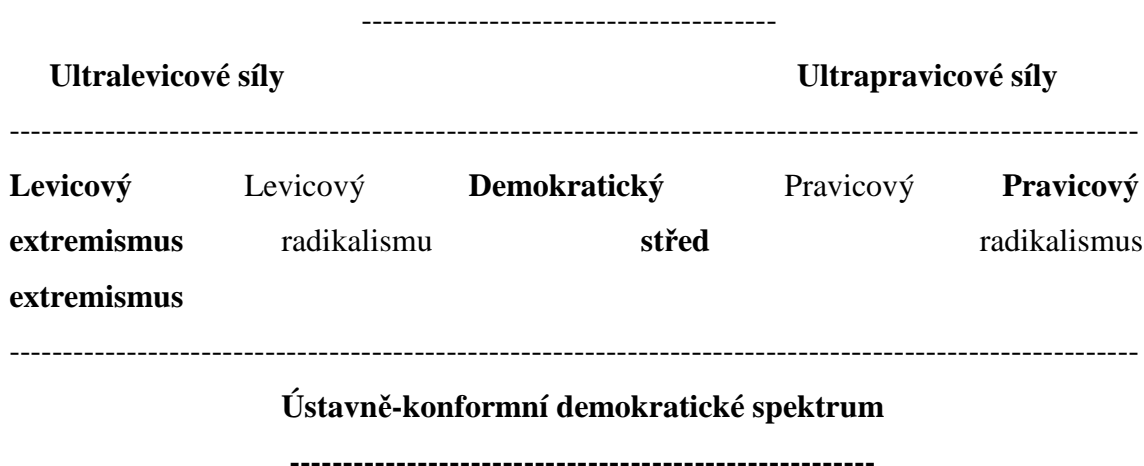 ---------------------------------------
Ultralevicové síly Ultrapravicové síly
-----------------------------------------------------------------------------------------------------------
Levicový Levicový Demokratický Pravicový Pravicový
extremismus radikalismu střed radikalismus
extremismus
-----------------------------------------------------------------------------------------------------------
Ústavně-konformní demokratické spektrum
-------------------------------------------------------